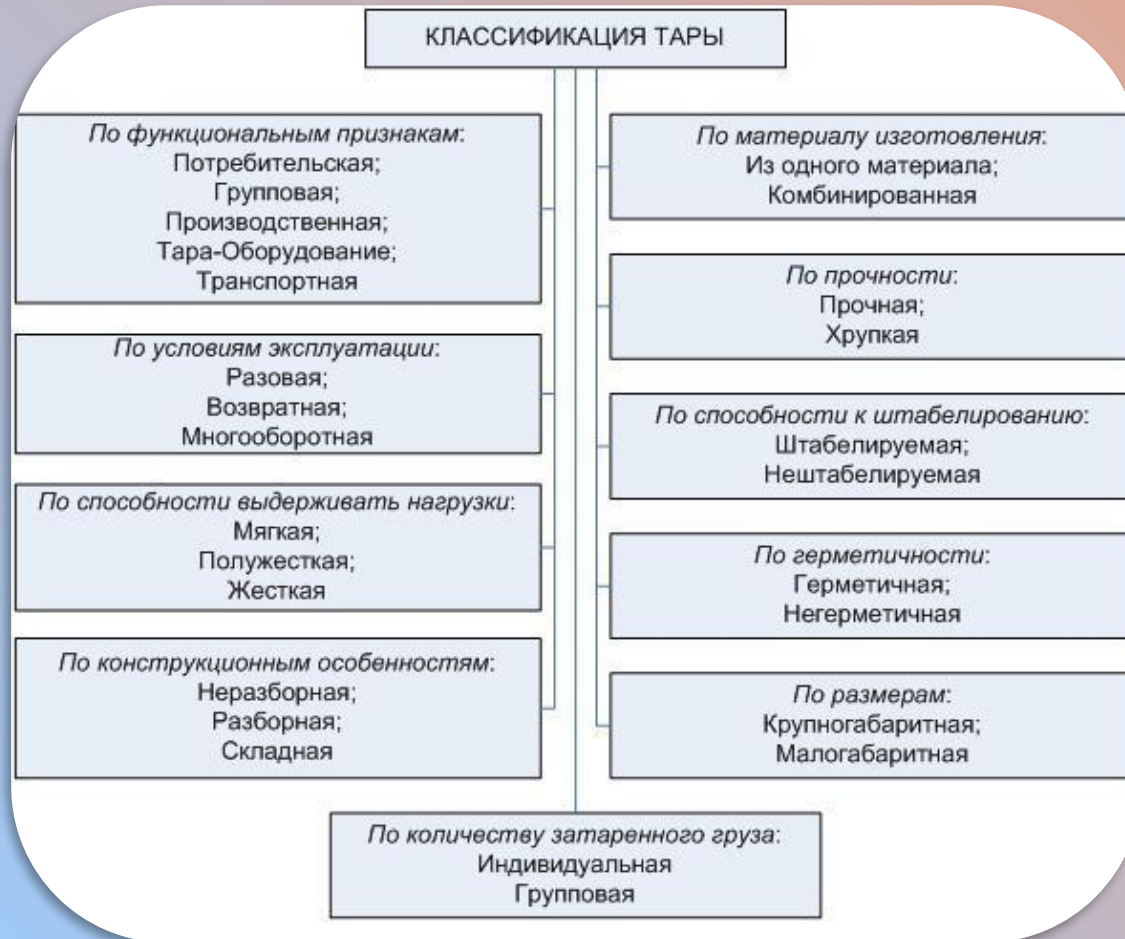 КЛАССИФИКАЦИЯ ТАРЫ
По функциональным признакам:
Потребительская;
Групповая;
Производственная;
Тара-Оборудование;
Транспортная
По условиям эксплуатации:
Разовая;
Возвратная;
Многооборотная
По способности выдерживать нагрузки:
Мягкая;
Полужесткая;
Жесткая
По конструкционным особенностям:
Неразборная;
Разборная;
Складная
По материалу изготовления:
Из одного материала;
Комбинированная
По прочности:
Прочная;
Хрупкая
По способности к штабелированию:
Штабелируемая;
Нештабелируемая
По герметичности:
Герметичная;
Негерметичная
По размерам:
Крупногабаритная;
Малогабаритная
По количеству затаренного груза:
Индивидуальная
Групповая